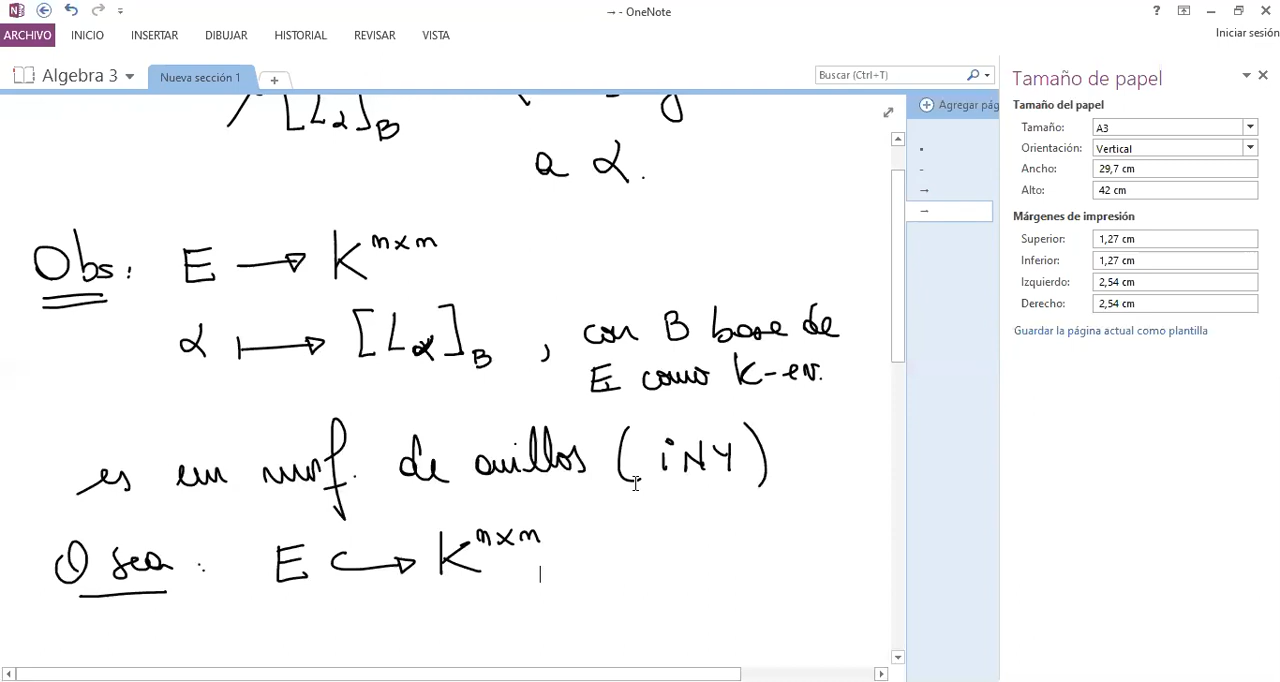 → - OneNote
?
Iniciar sesión
ARCHIVO INICIO INSERTAR DIBUJAR HISTORIAL REVISAR VISTA
Algebra 3
Nueva sección 1
+
Buscar (Ctrl+T)
Agregar pág
[Lα]B
a α.
Obs: E → K^{n×n}
α ↦ [Lα]B , con B base de
E como K-ev.
es un morf. de anillos (iny)
O sea: E ↪ K^{n×n}
Tamaño de papel
Tamaño del papel
Tamaño: A3
Orientación: Vertical
Ancho: 29,7 cm
Alto: 42 cm
Márgenes de impresión
Superior: 1,27 cm
Inferior: 1,27 cm
Izquierdo: 2,54 cm
Derecho: 2,54 cm
Guardar la página actual como plantilla